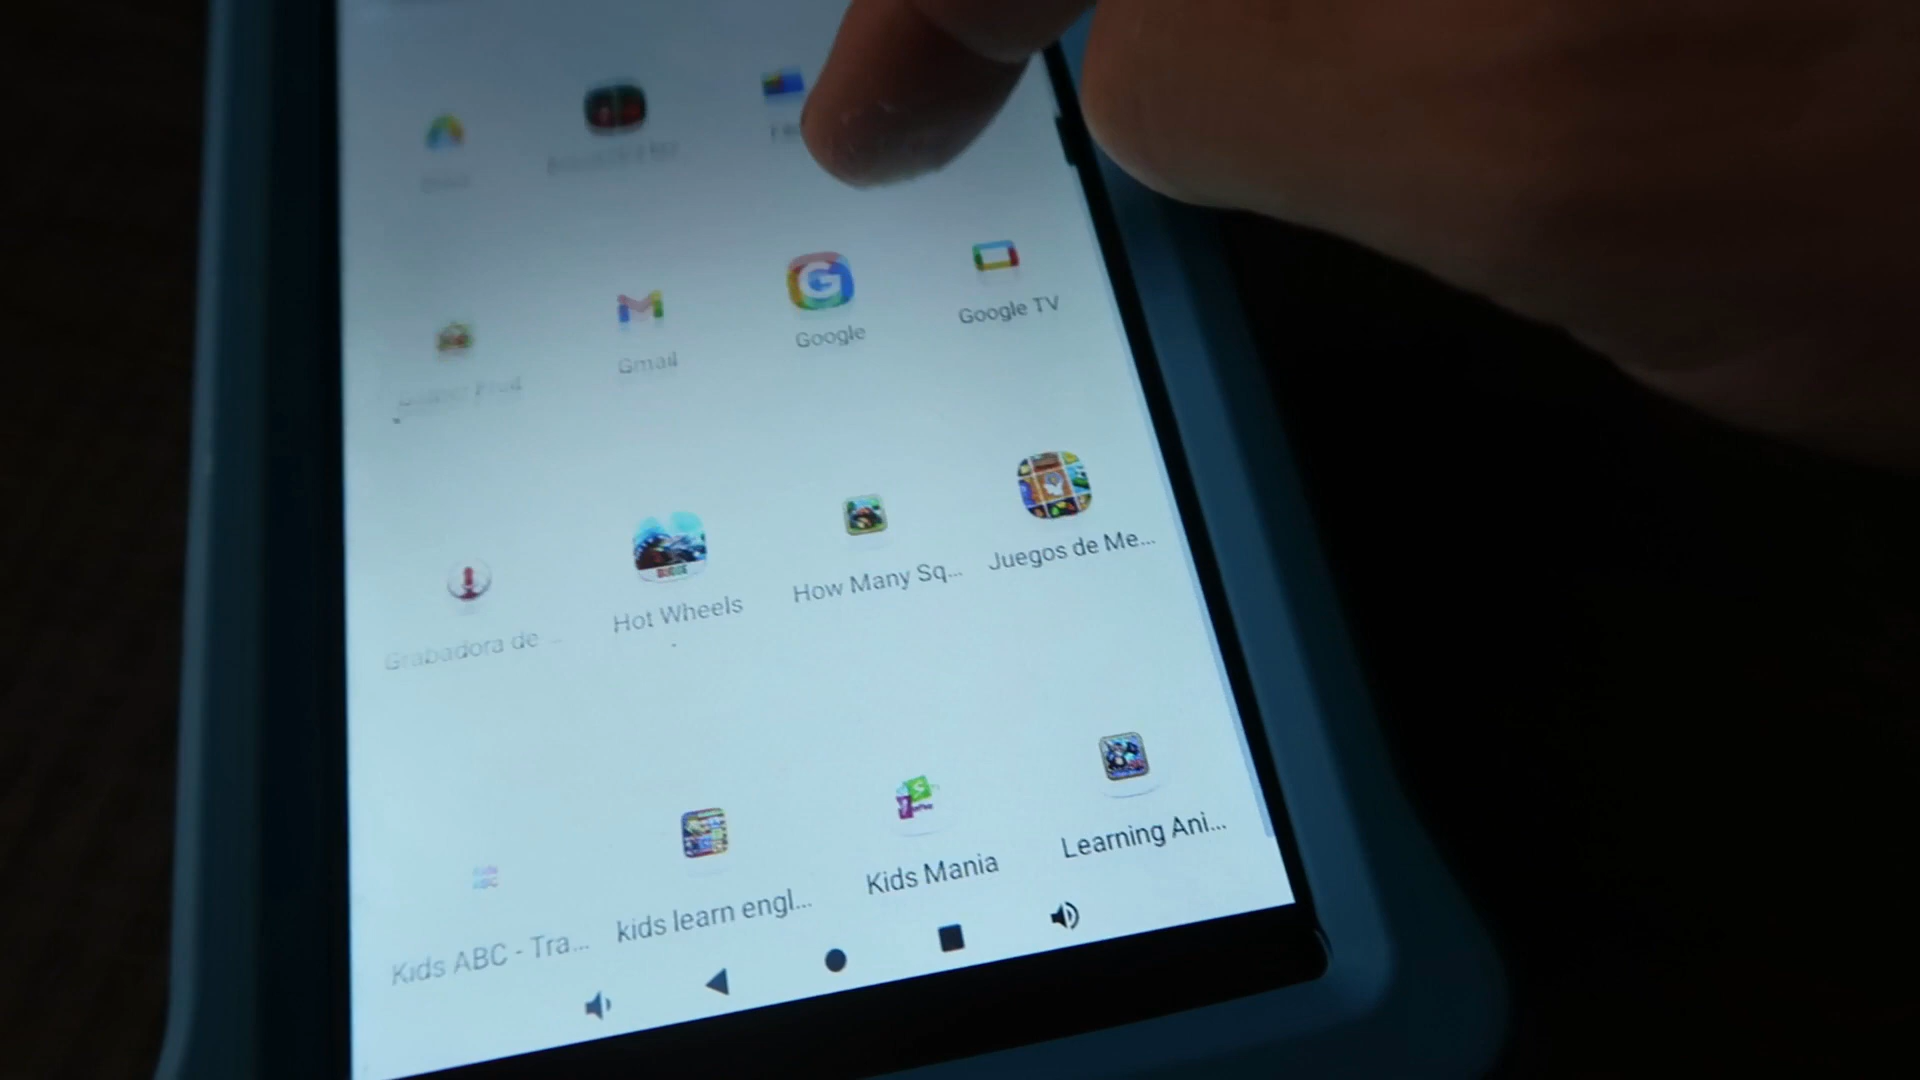 Gmail
Google
Google TV
Grabadora de ...
Hot Wheels
How Many Sq...
Juegos de Me...
Kids ABC - Tra...
kids learn engl...
Kids Mania
Learning Ani...